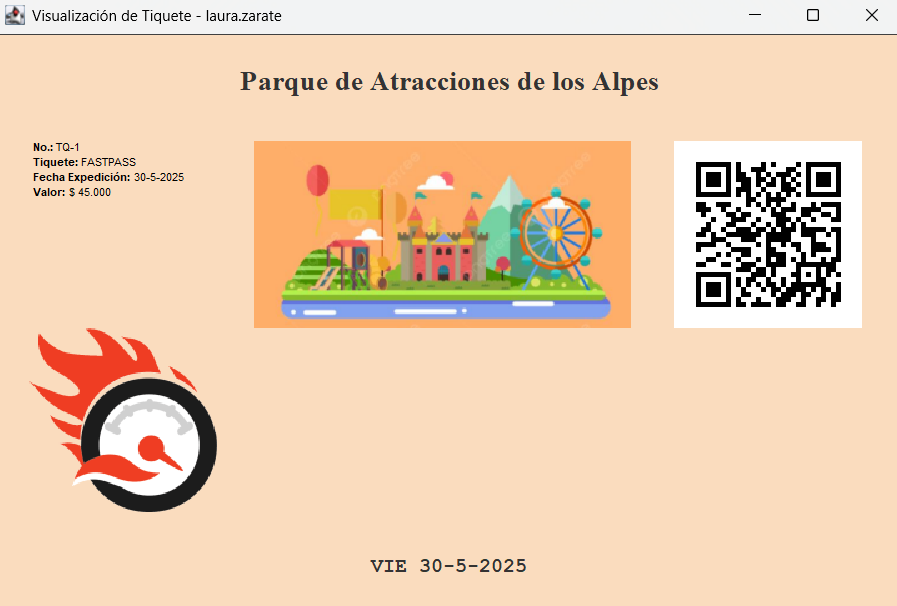 Visualización de Tiquete - laura.zarate
Parque de Atracciones de los Alpes
No.: TQ-1
Tiquete: FASTPASS
Fecha Expedición: 30-5-2025
Valor: $ 45.000
VIE 30-5-2025